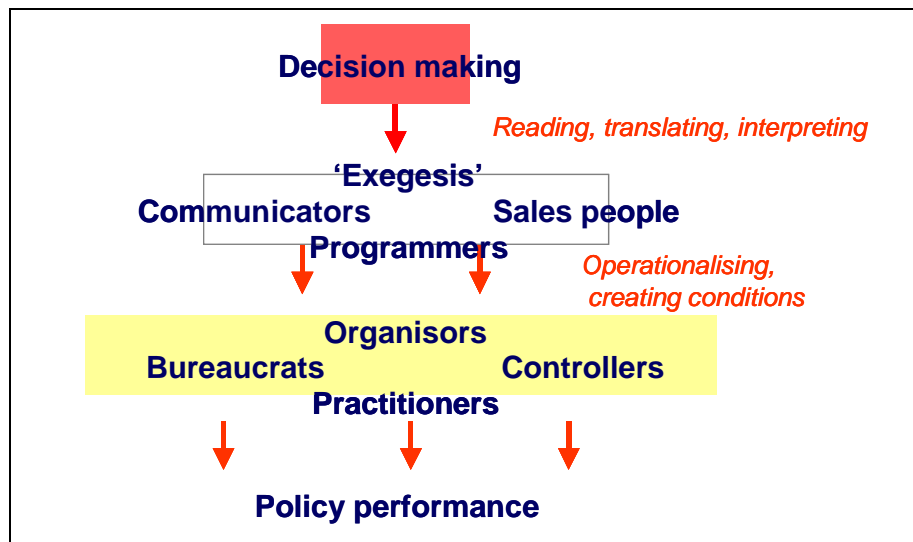 Decision making
Reading, translating, interpreting
‘Exegesis’
Communicators Sales people
Programmers
Operationalising,
creating conditions
Organisors
Bureaucrats Controllers
Practitioners
Policy performance